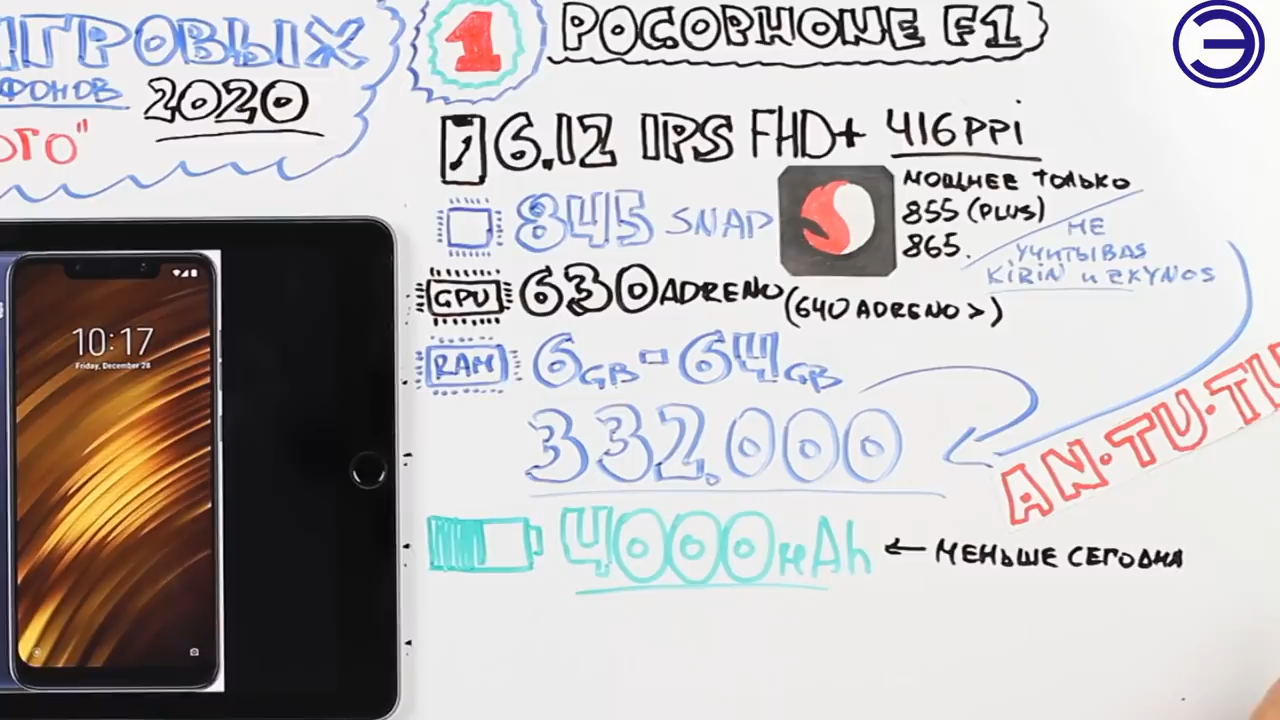 ИГРОВЫХ
ФОНОВ 2020
ОГО"
1 POCOPHONE F1
6.12 IPS FHD+ 416PPi
845 SNAP
МОЩНЕЕ ТОЛЬКО
855 (PLUS)
865.
НЕ
УЧИТЫВАЯ
KIRIN и EXYNOS
GPU 630 ADRENO (640 ADRENO >)
RAM 6GB-64GB
332.000
AN·TU·TU
4000мAh ← МЕНЬШЕ СЕГОДНЯ
10:17
Friday, December 28
Э